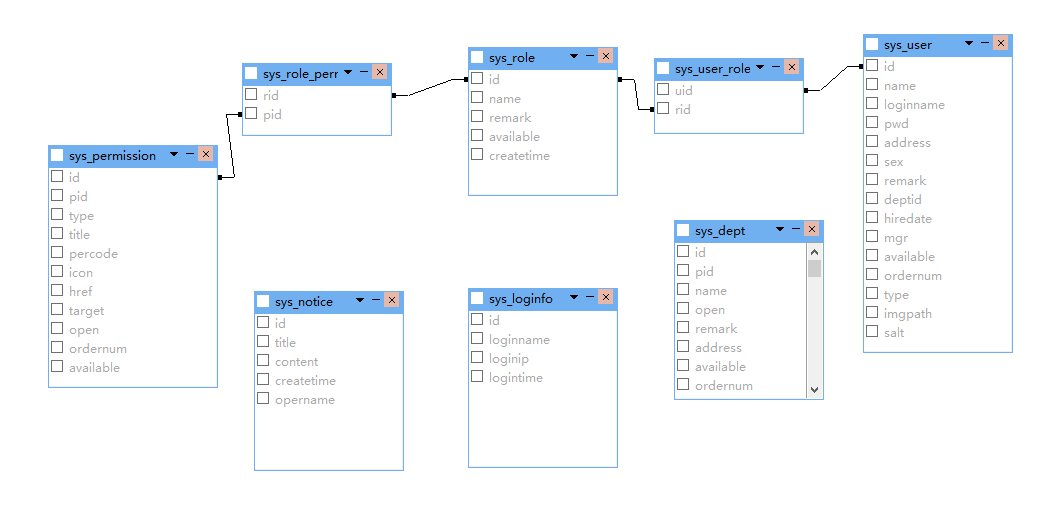 sys_user
id
name
loginname
pwd
address
sex
remark
deptid
hiredate
mgr
available
ordernum
type
imgpath
salt
sys_role
id
name
remark
available
createtime
sys_user_role
uid
rid
sys_role_perr
rid
pid
sys_permission
id
pid
type
title
percode
icon
href
target
open
ordernum
available
sys_dept
id
pid
name
open
remark
address
available
ordernum
sys_loginfo
id
loginname
loginip
logintime
sys_notice
id
title
content
createtime
opername